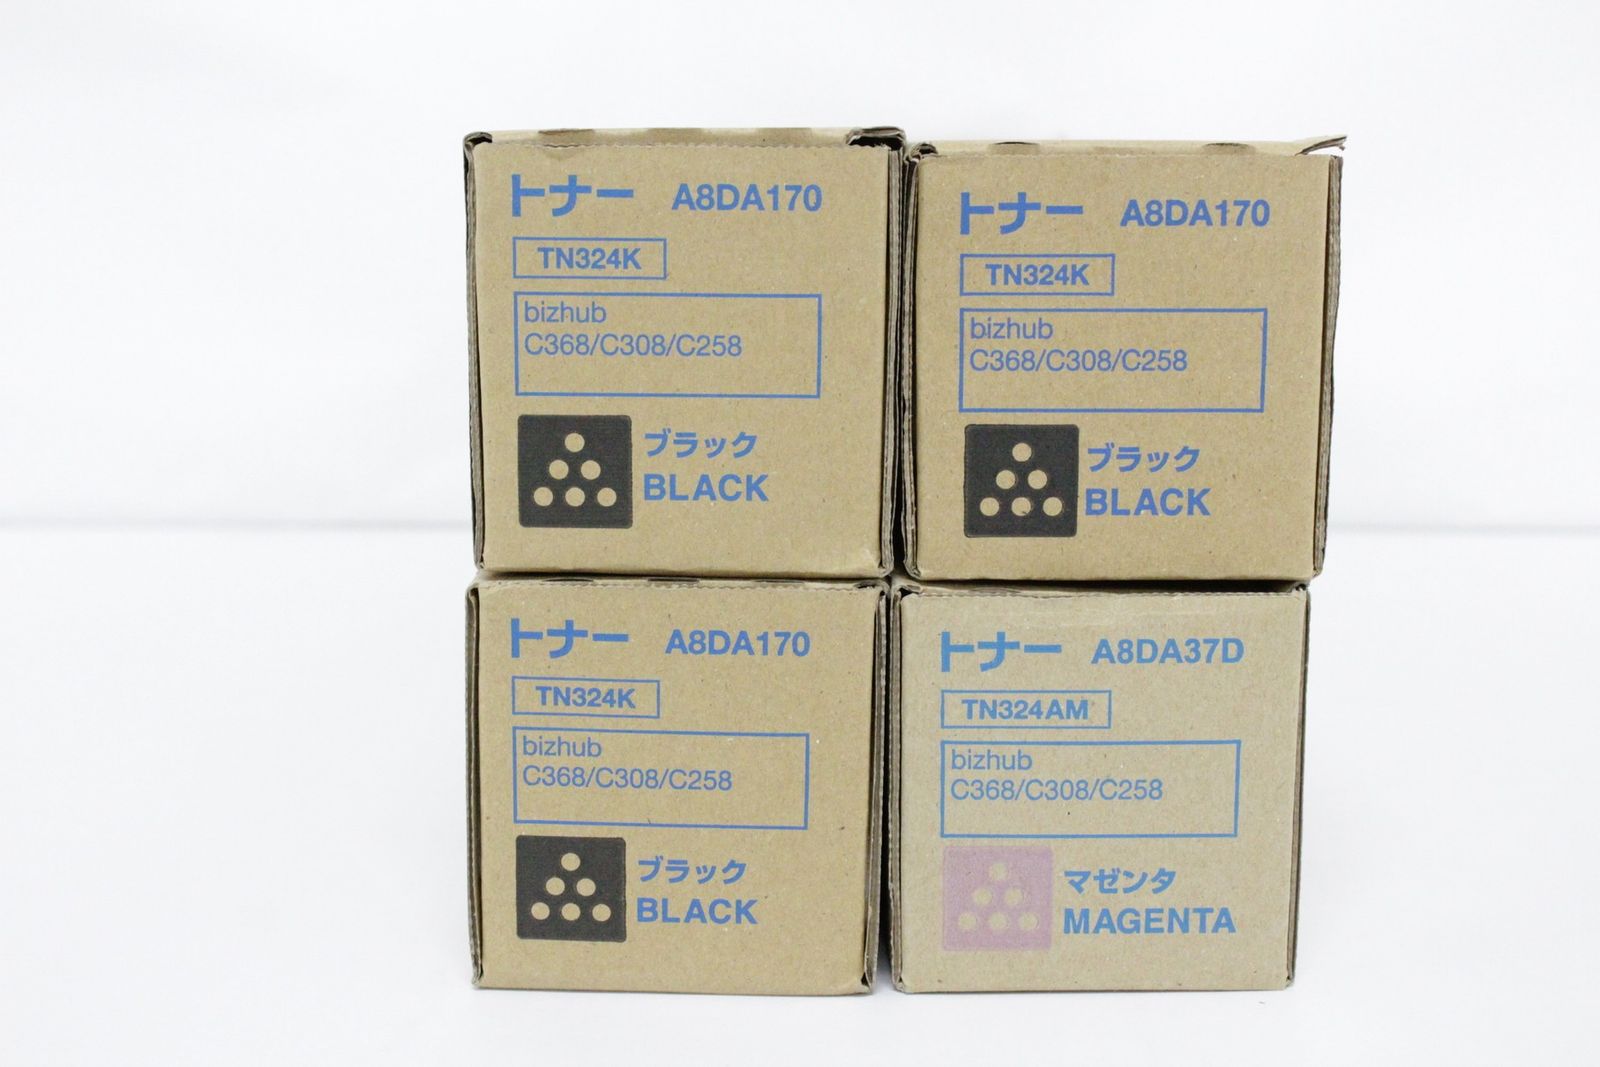 トナー A8DA170
TN324K
bizhub
C368/C308/C258
ブラック
BLACK
トナー A8DA170
TN324K
bizhub
C368/C308/C258
ブラック
BLACK
トナー A8DA170
TN324K
bizhub
C368/C308/C258
ブラック
BLACK
トナー A8DA37D
TN324AM
bizhub
C368/C308/C258
マゼンタ
MAGENTA